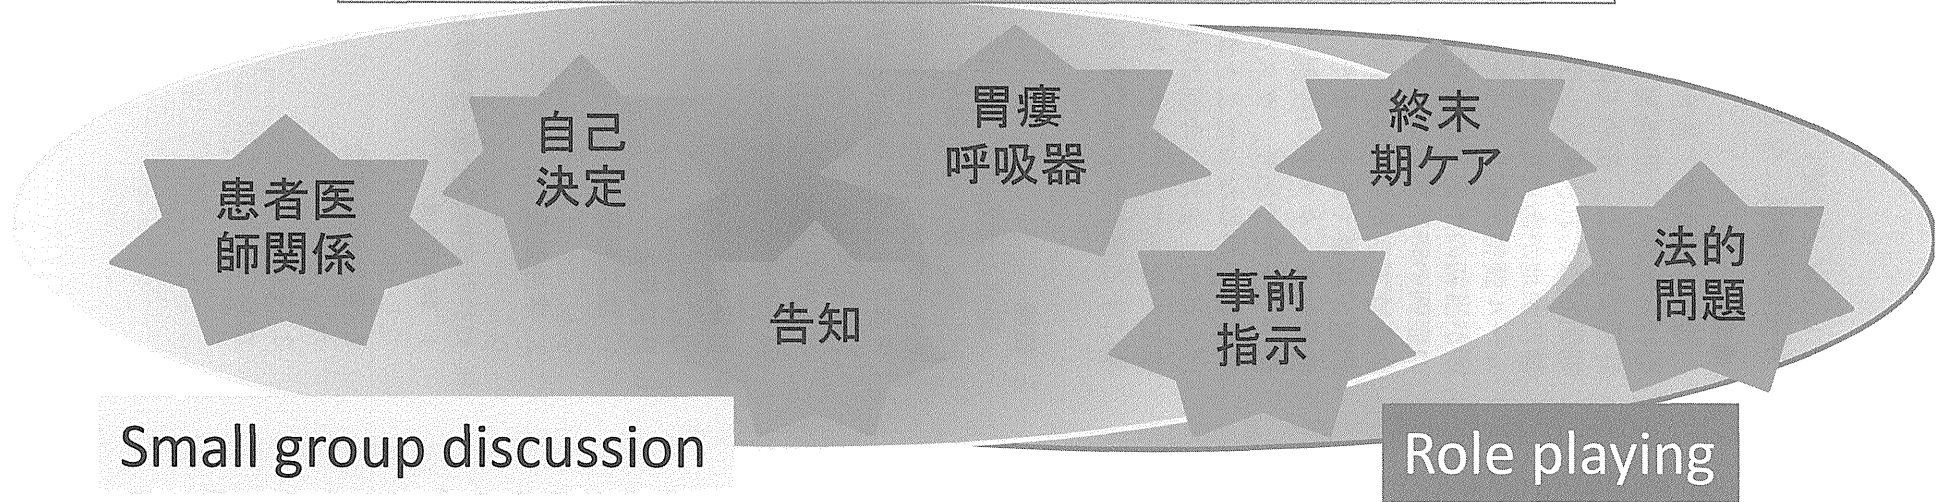 患者医
師関係
自己
決定
告知
胃瘻
呼吸器
事前
指示
終末
期ケア
法的
問題
Small group discussion
Role playing